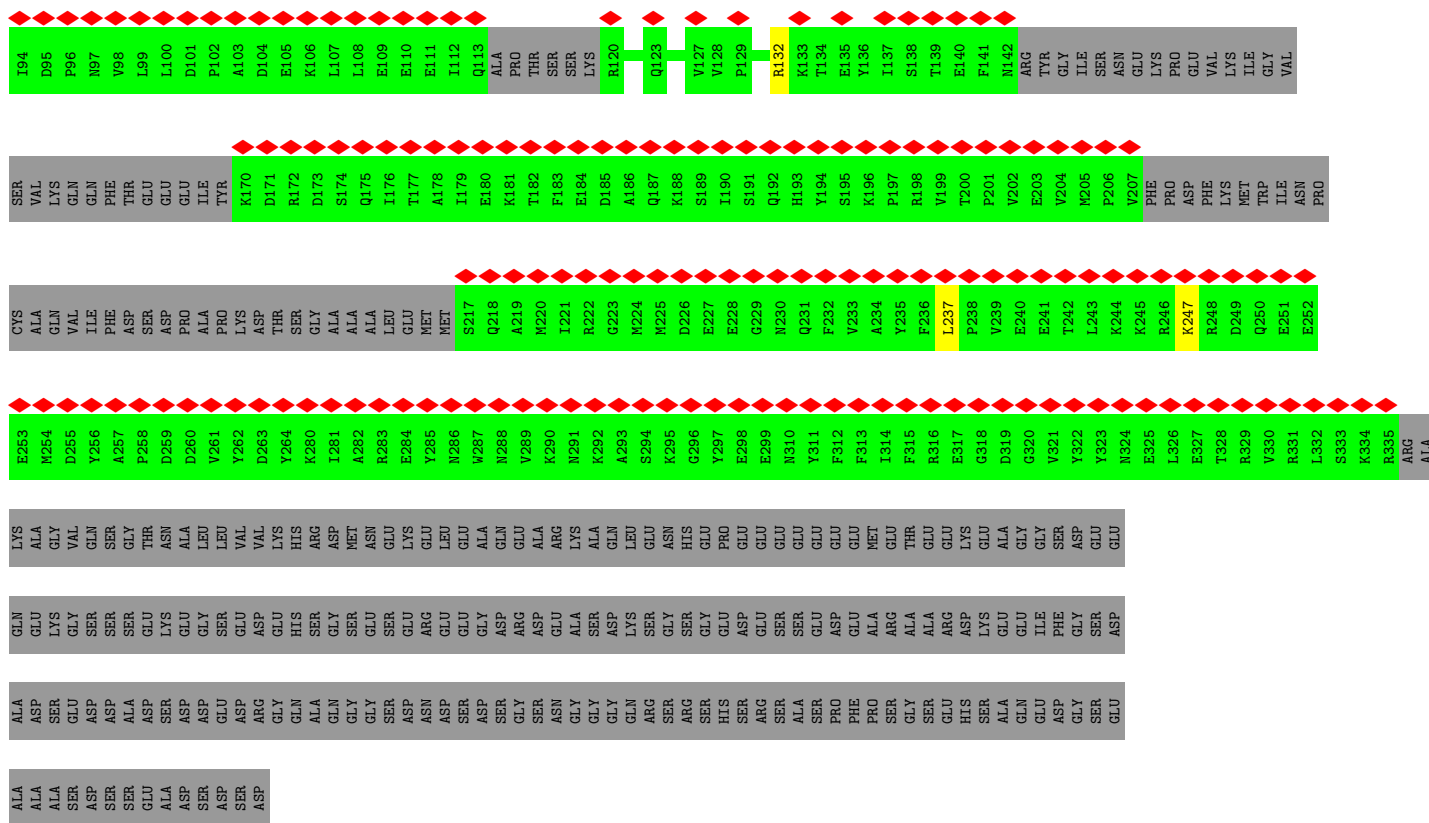 I94 D95 P96 N97 V98 L99 L100 D101 P102 A103 D104 E105 K106 L107 L108 E109 E110 E111 I112 Q113 ALA PRO THR SER SER LYS R120 Q123 V127 V128 P129 R132 K133 T134 E135 Y136 I137 S138 T139 E140 F141 N142 ARG TYR GLY ILE SER ASN GLU LYS PRO GLU VAL LYS ILE GLY VAL
SER VAL LYS GLN GLN PHE THR GLU GLU GLU ILE TYR K170 D171 R172 D173 S174 Q175 I176 T177 A178 I179 E180 K181 T182 F183 E184 D185 A186 Q187 K188 S189 I190 S191 Q192 H193 Y194 S195 K196 P197 R198 V199 T200 P201 V202 E203 V204 M205 P206 V207 PHE PRO ASP PHE LYS MET TRP ILE ASN PRO
CYS ALA GLN VAL ILE PHE ASP SER ASP PRO ALA PRO LYS ASP THR SER GLY ALA ALA ALA LEU GLU MET MET S217 Q218 A219 M220 I221 R222 G223 M224 M225 D226 E227 E228 G229 N230 Q231 F232 V233 A234 Y235 F236 L237 P238 V239 E240 E241 T242 L243 K244 K245 R246 K247 R248 D249 Q250 E251 E252
E253 M254 D255 Y256 A257 P258 D259 D260 V261 Y262 D263 Y264 K280 I281 A282 R283 E284 Y285 N286 W287 N288 V289 K290 N291 K292 A293 S294 K295 G296 Y297 E298 E299 N310 Y311 F312 F313 I314 F315 R316 E317 G318 D319 G320 V321 Y322 Y323 N324 E325 L326 E327 T328 R329 V330 R331 L332 S333 K334 R335 ARG ALA
LYS ALA GLY VAL GLN SER GLY THR ASN ALA LEU LEU VAL VAL LYS HIS ARG ASP MET ASN GLU LYS GLU LEU GLU ALA GLN GLU ALA ARG LYS ALA GLN LEU GLU ASN HIS GLU PRO GLU GLU GLU GLU GLU GLU MET GLU THR GLU GLU LYS GLU ALA GLY GLY SER ASP GLU GLU
GLN GLU LYS GLY SER SER SER GLU LYS GLU GLY SER GLU ASP GLU HIS SER GLY SER GLU SER GLU ARG GLU GLU GLY ASP ARG ASP GLU ALA SER ASP LYS SER GLY SER GLY GLU ASP GLU SER SER GLU ASP GLU ALA ARG ALA ALA ARG ASP LYS GLU GLU ILE PHE GLY SER ASP
ALA ASP SER GLU ASP ASP ALA ASP SER ASP ASP GLU ASP ARG GLY GLN ALA GLN GLY GLY SER ASP ASN ASP SER ASP SER GLY SER ASN GLY GLY GLY GLN ARG SER ARG SER HIS SER ARG SER ALA SER PRO PHE PRO SER GLY SER GLU HIS SER ALA GLN GLU ASP GLY SER GLU
ALA ALA ALA SER ASP SER SER GLU ALA ASP SER ASP SER ASP